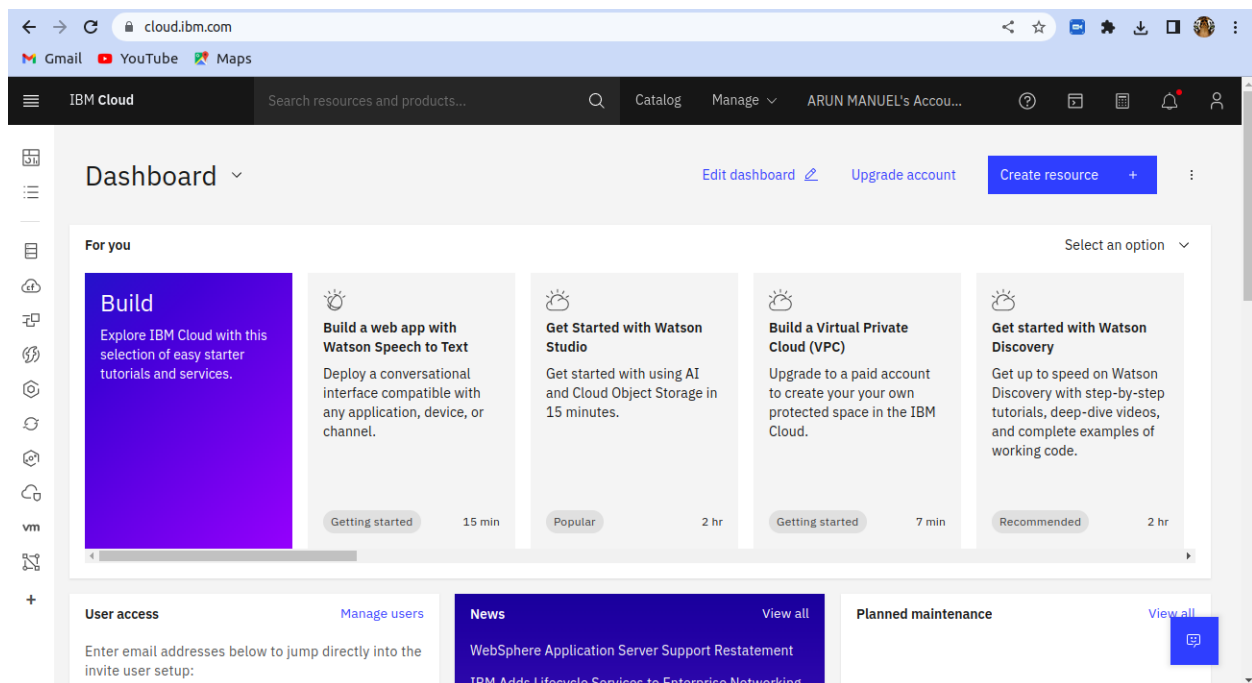 cloud.ibm.com
Gmail YouTube Maps
IBM Cloud Search resources and products... Catalog Manage ARUN MANUEL's Accou...
Dashboard Edit dashboard Upgrade account Create resource +
For you Select an option
Build
Explore IBM Cloud with this
selection of easy starter
tutorials and services.
Build a web app with
Watson Speech to Text
Deploy a conversational
interface compatible with
any application, device, or
channel.
Getting started 15 min
Get Started with Watson
Studio
Get started with using AI
and Cloud Object Storage in
15 minutes.
Popular 2 hr
Build a Virtual Private
Cloud (VPC)
Upgrade to a paid account
to create your your own
protected space in the IBM
Cloud.
Getting started 7 min
Get started with Watson
Discovery
Get up to speed on Watson
Discovery with step-by-step
tutorials, deep-dive videos,
and complete examples of
working code.
Recommended 2 hr
vm
+
User access Manage users
Enter email addresses below to jump directly into the
invite user setup:
News View all
WebSphere Application Server Support Restatement
IBM Adds Lifecycle Services to Enterprise Networking
Planned maintenance View all